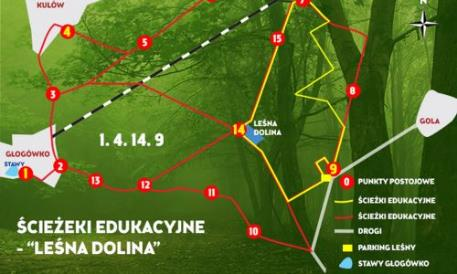 KULÓW
4
5
7
15
N
3
8
1. 4. 14. 9
14
LEŚNA
DOLINA
GOLA
GŁOGÓWKO
STAWY
1
2
13
12
11
9
10
0 PUNKTY POSTOJOWE
ŚCIEŻKI EDUKACYJNE
ŚCIEŻKI EDUKACYJNE
DROGI
PARKING LEŚNY
STAWY GŁOGÓWKO
ŚCIEŻEKI EDUKACYJNE
- "LEŚNA DOLINA"